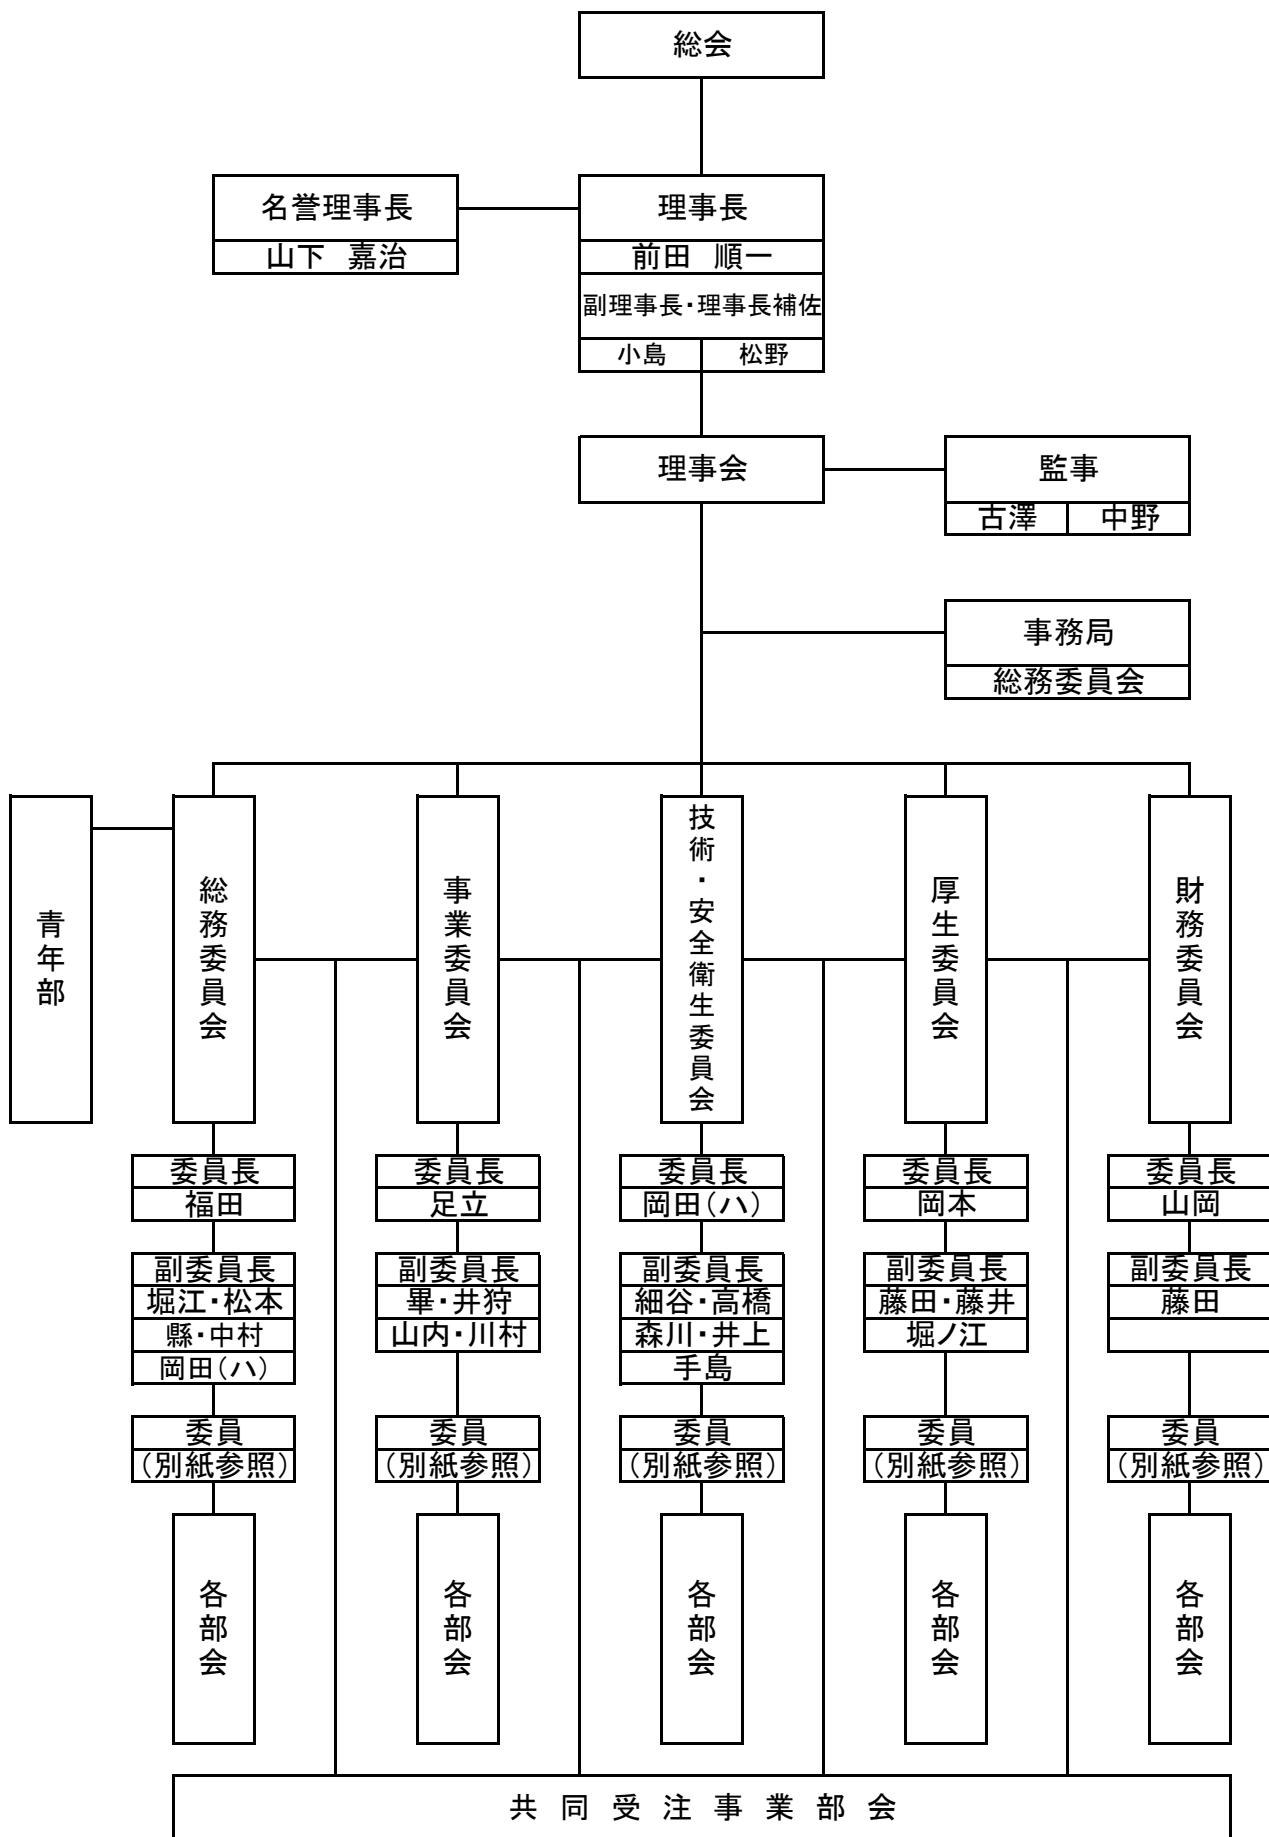 総会
名誉理事長
山下　嘉治
理事長
前田　順一
副理事長・理事長補佐
小島
松野
理事会
監事
古澤
中野
事務局
総務委員会
青年部
総務委員会
事業委員会
技術・安全衛生委員会
厚生委員会
財務委員会
委員長
福田
副委員長
堀江・松本
縣・中村
岡田(ハ)
委員
(別紙参照)
各部会
委員長
足立
副委員長
畢・井狩
山内・川村
委員
(別紙参照)
各部会
委員長
岡田(ハ)
副委員長
細谷・高橋
森川・井上
手島
委員
(別紙参照)
各部会
委員長
岡本
副委員長
藤田・藤井
堀ノ江
委員
(別紙参照)
各部会
委員長
山岡
副委員長
藤田
委員
(別紙参照)
各部会
共同受注事業部会